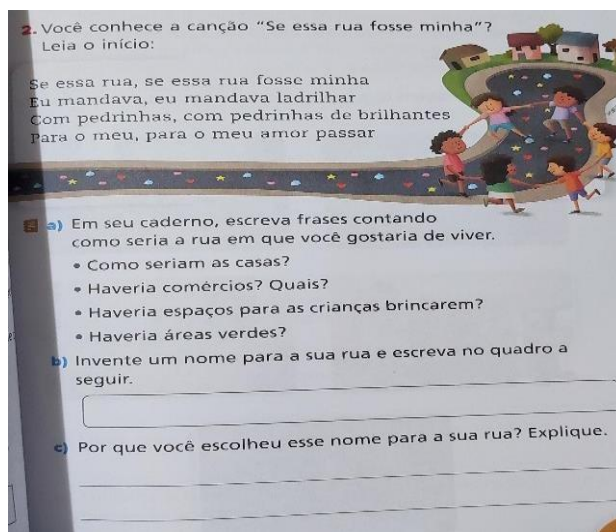 2. Você conhece a canção “Se essa rua fosse minha”?
Leia o início:
Se essa rua, se essa rua fosse minha
Eu mandava, eu mandava ladrilhar
Com pedrinhas, com pedrinhas de brilhantes
Para o meu, para o meu amor passar
a) Em seu caderno, escreva frases contando
como seria a rua em que você gostaria de viver.
• Como seriam as casas?
• Haveria comércios? Quais?
• Haveria espaços para as crianças brincarem?
• Haveria áreas verdes?
b) Invente um nome para a sua rua e escreva no quadro a
seguir.
c) Por que você escolheu esse nome para a sua rua? Explique.